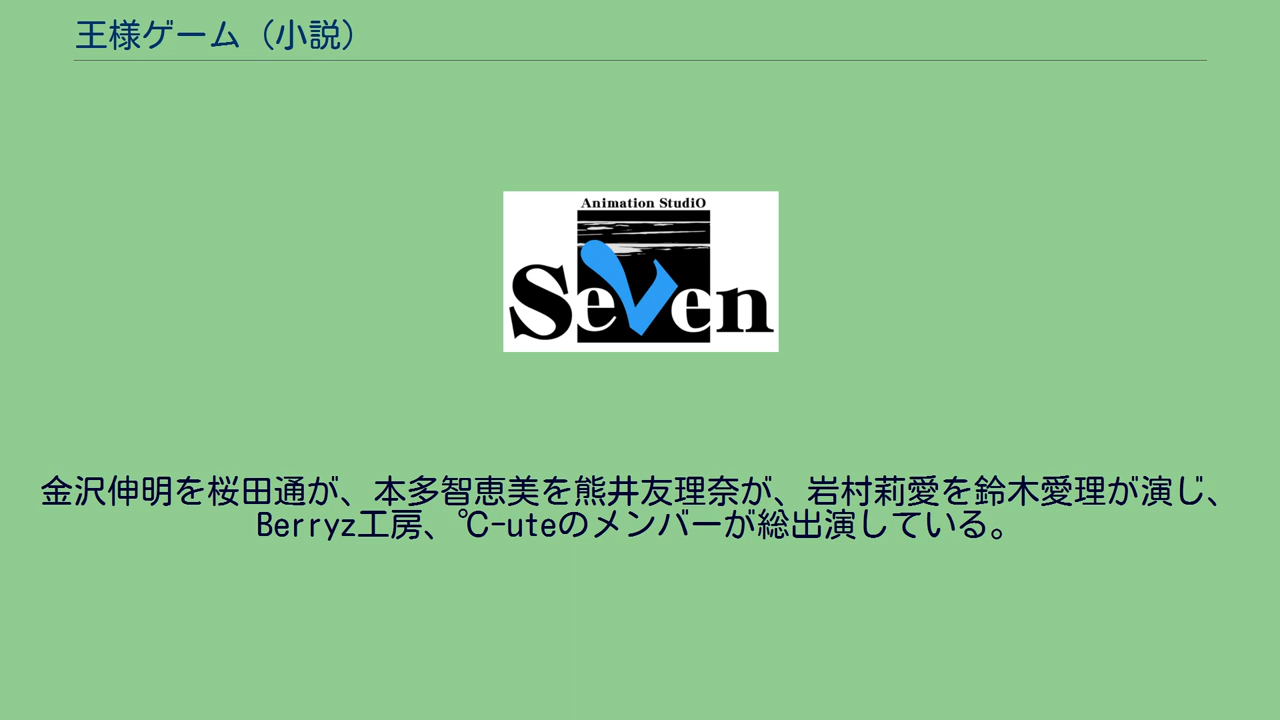 王様ゲーム（小説）
Animation StudiO
Seven
金沢伸明を桜田通が、本多智恵美を熊井友理奈が、岩村莉愛を鈴木愛理が演じ、
Berryz工房、℃-uteのメンバーが総出演している。